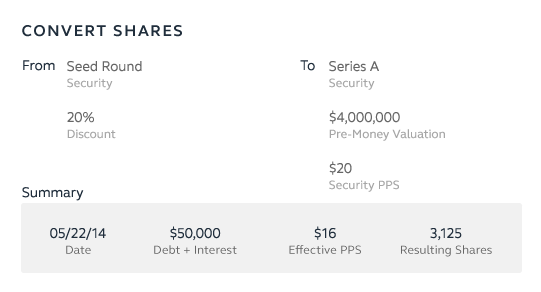 CONVERT SHARES
From Seed Round
Security
20%
Discount
To Series A
Security
$4,000,000
Pre-Money Valuation
$20
Security PPS
Summary
05/22/14 $50,000 $16 3,125
Date Debt + Interest Effective PPS Resulting Shares